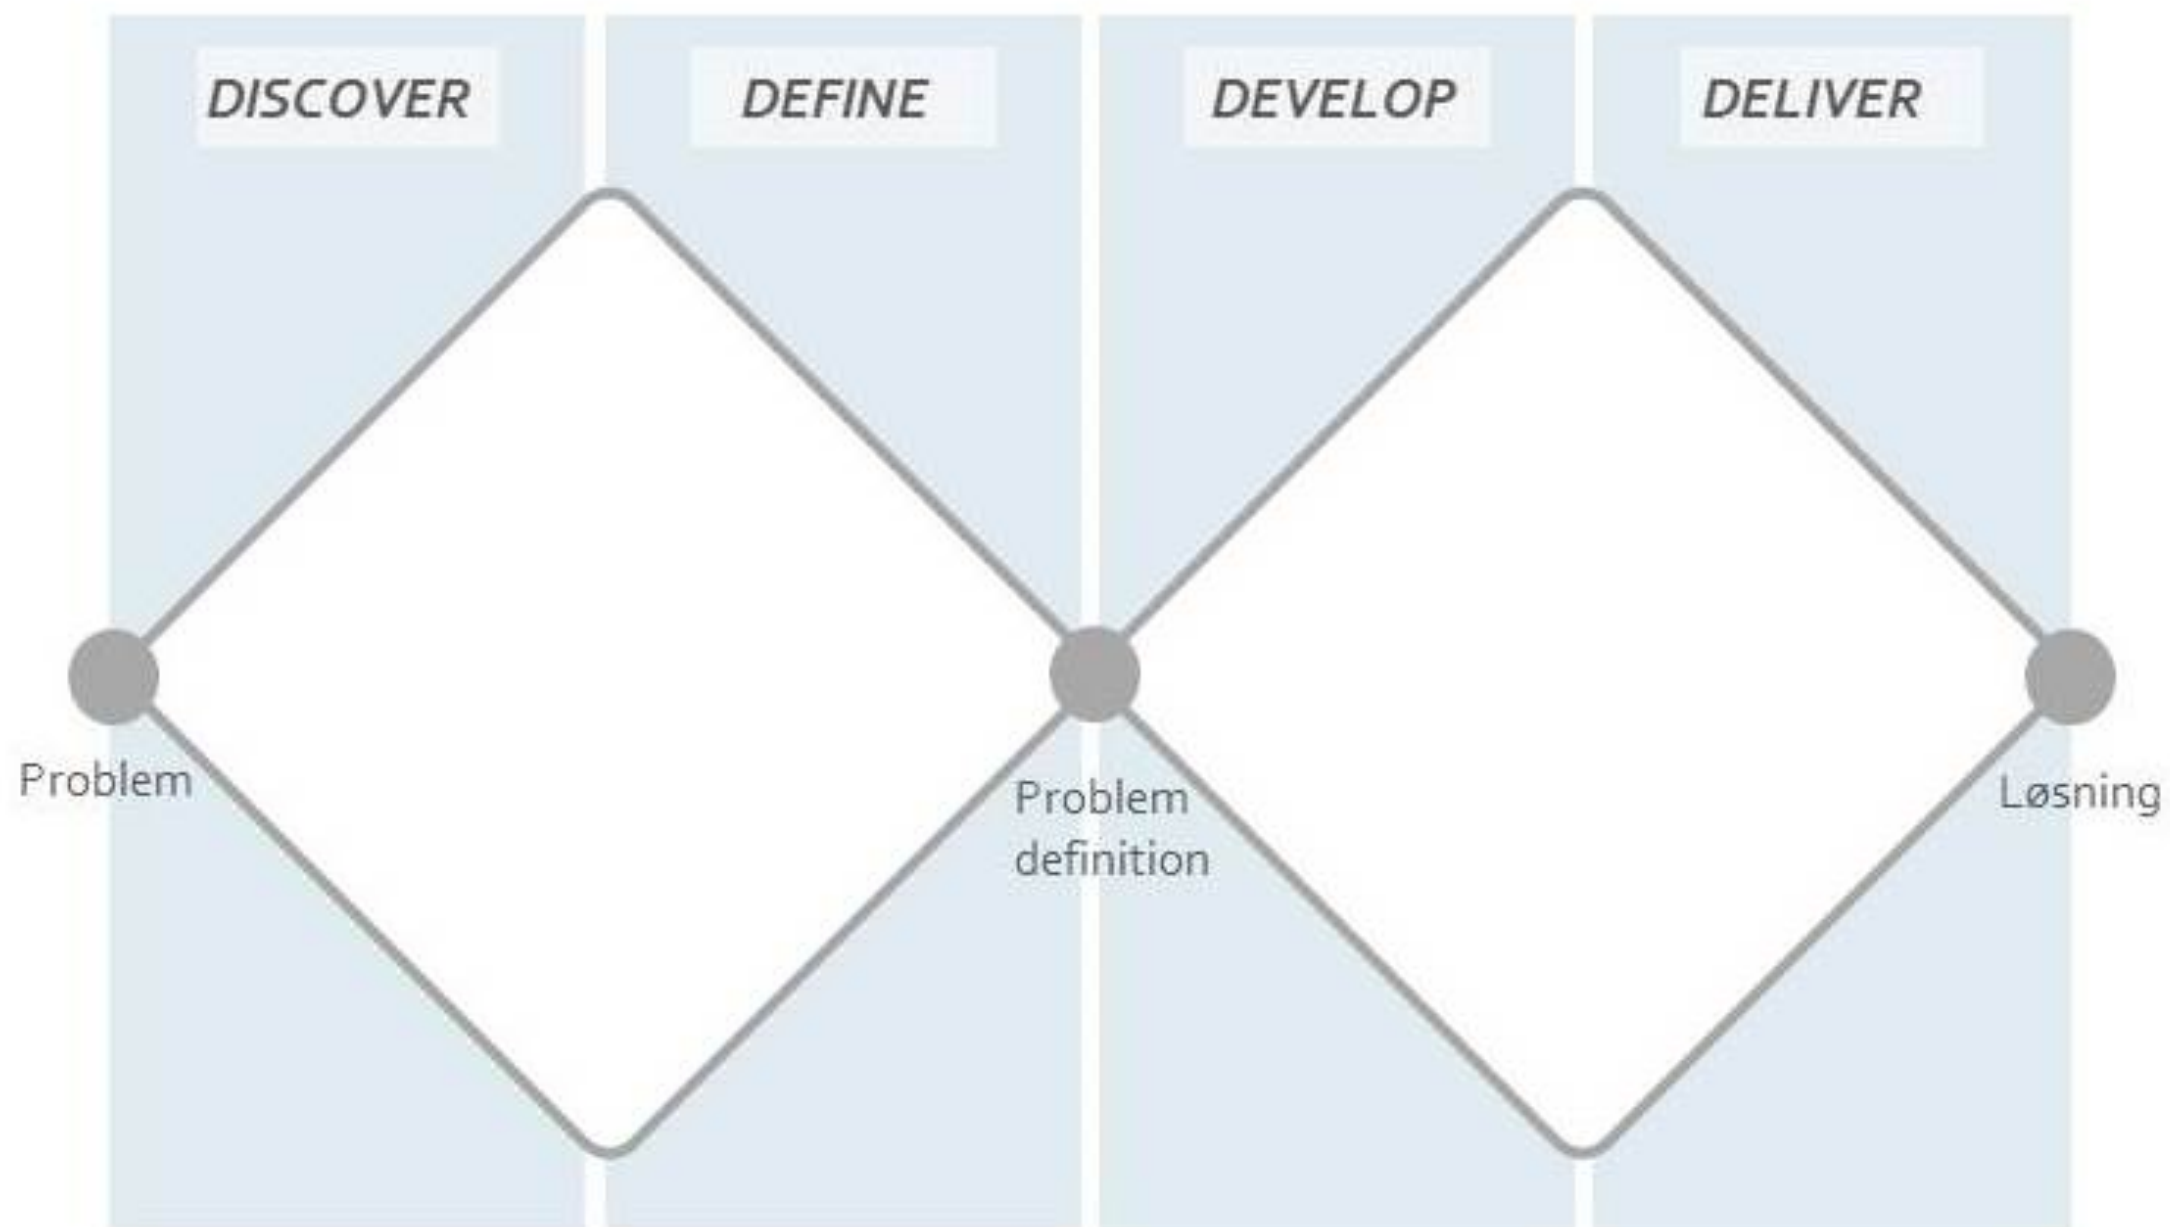 DISCOVER
DEFINE
DEVELOP
DELIVER
Problem
Problem
definition
Løsning